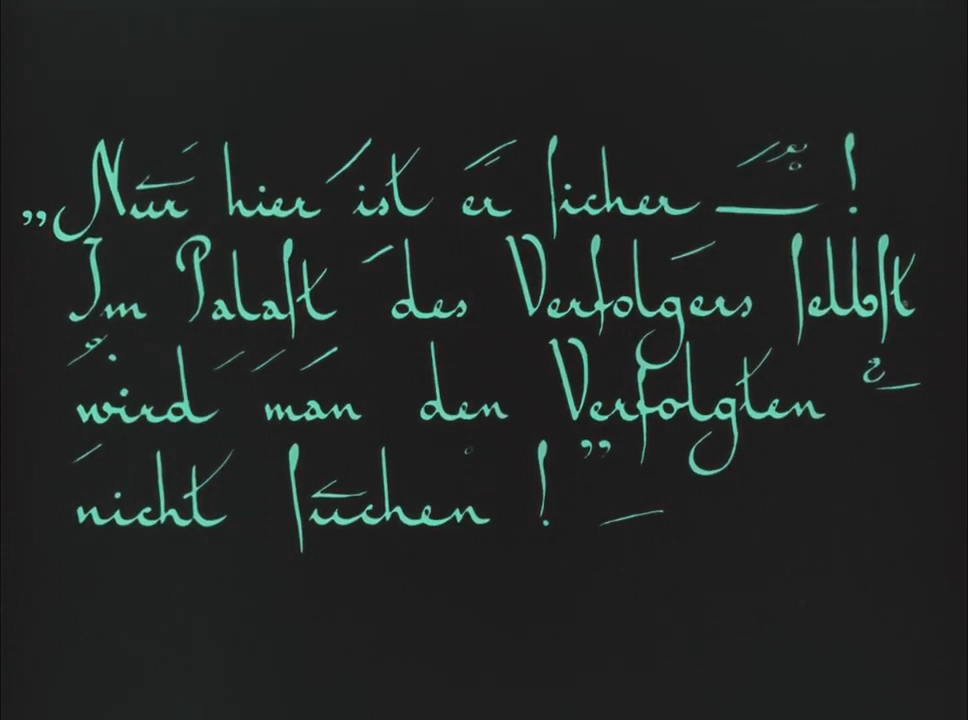 „Nur hier ist er ſicher — !
Im Palaſt des Verfolgers ſelbſt
wird man den Verfolgten
nicht ſuchen !” —